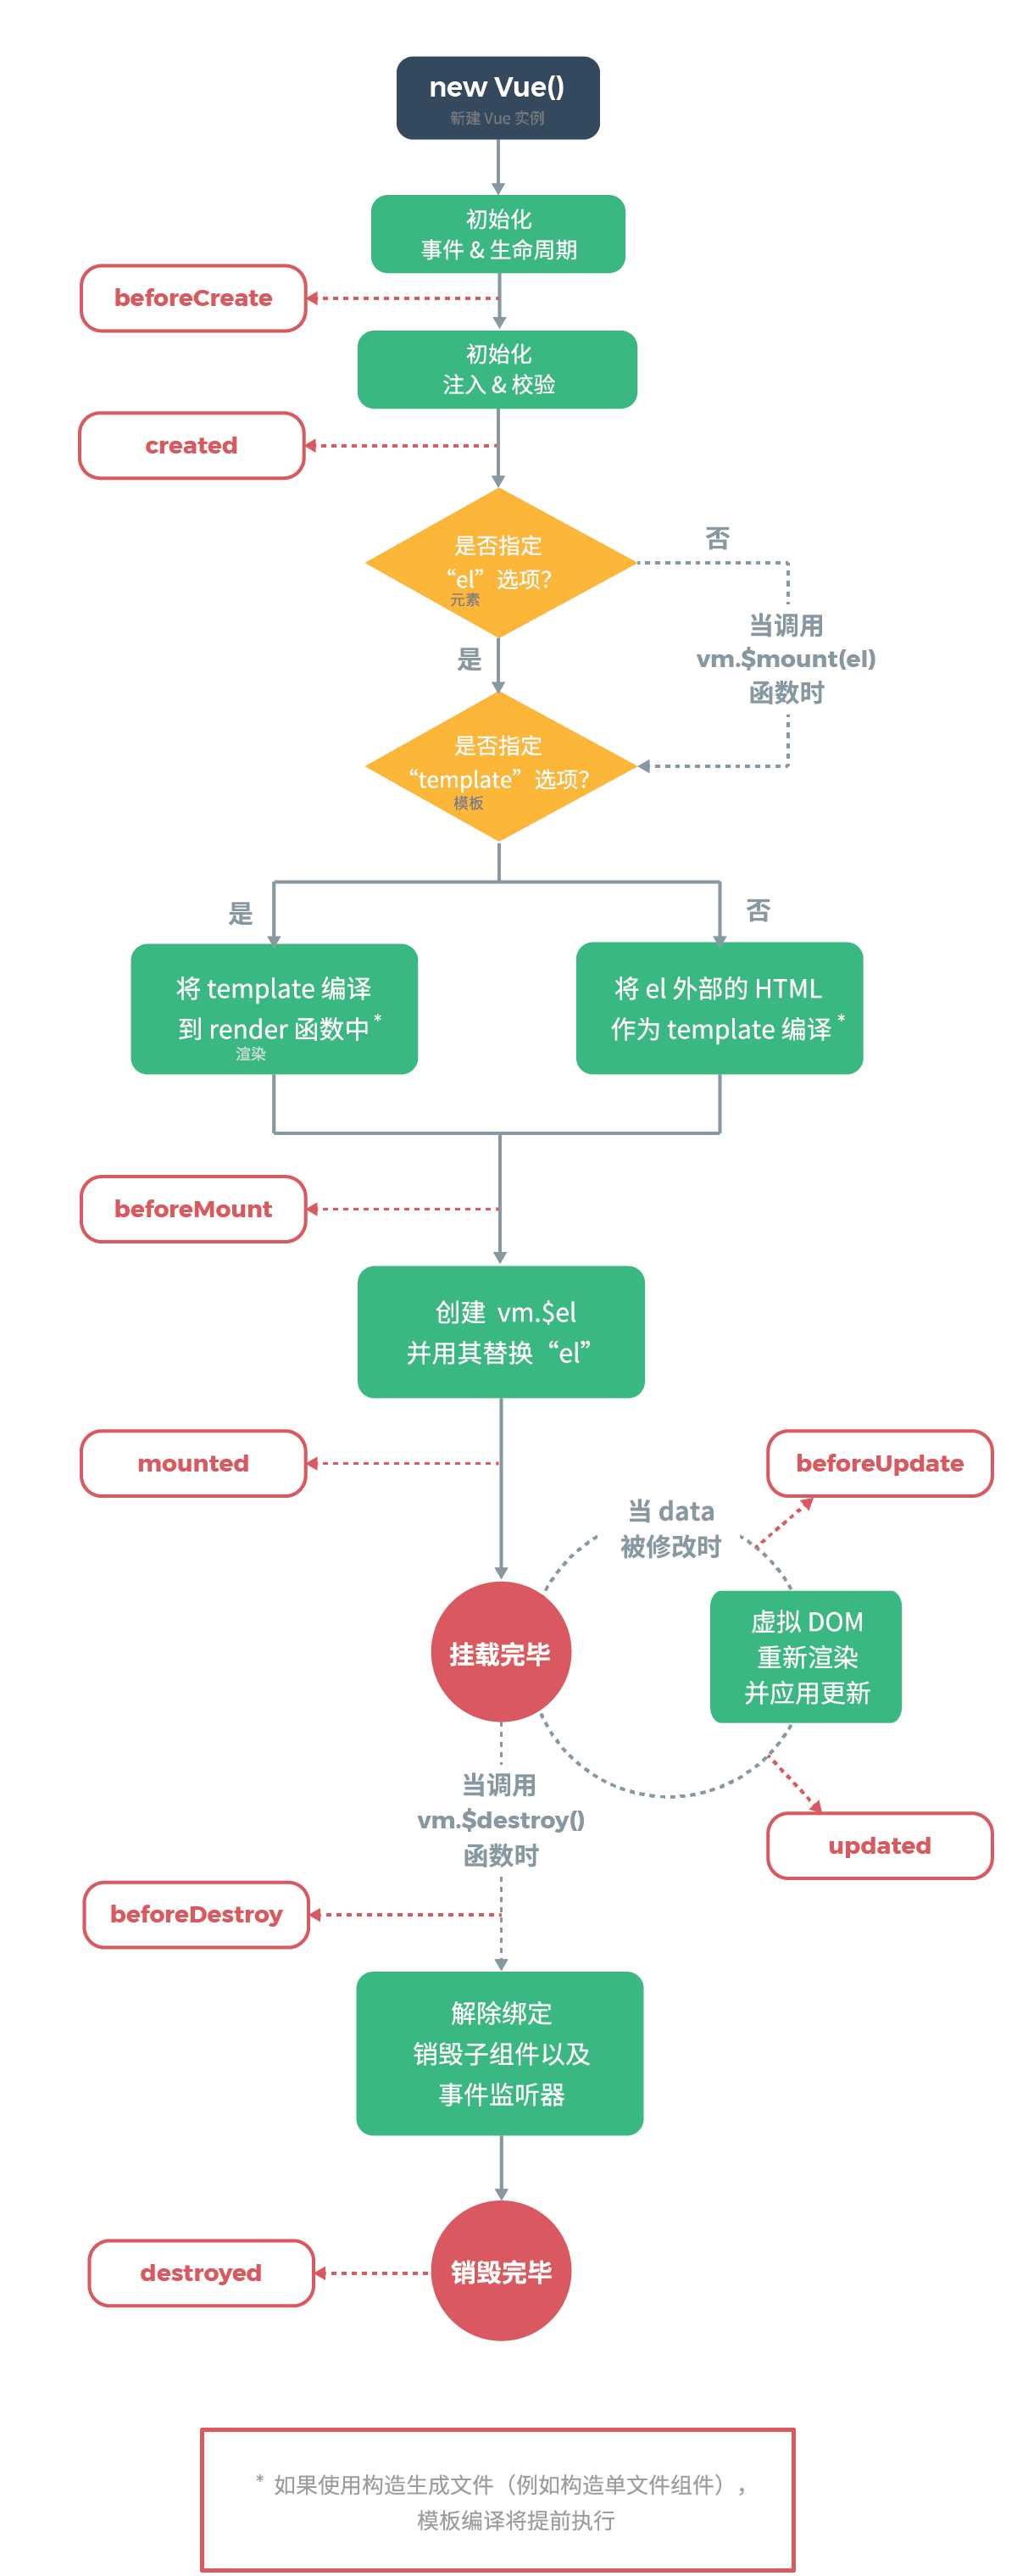 new Vue()
新建 Vue 实例
初始化
事件 & 生命周期
beforeCreate
初始化
注入 & 校验
created
是否指定
“el”选项?
元素
否
当调用
vm.$mount(el)
函数时
是
是否指定
“template”选项?
模板
是
否
将 template 编译
到 render 函数中*
渲染
将 el 外部的 HTML
作为 template 编译*
beforeMount
创建 vm.$el
并用其替换“el”
mounted
beforeUpdate
当 data
被修改时
挂载完毕
虚拟 DOM
重新渲染
并应用更新
当调用
vm.$destroy()
函数时
updated
beforeDestroy
解除绑定
销毁子组件以及
事件监听器
销毁完毕
destroyed
* 如果使用构造生成文件（例如构造单文件组件），
模板编译将提前执行